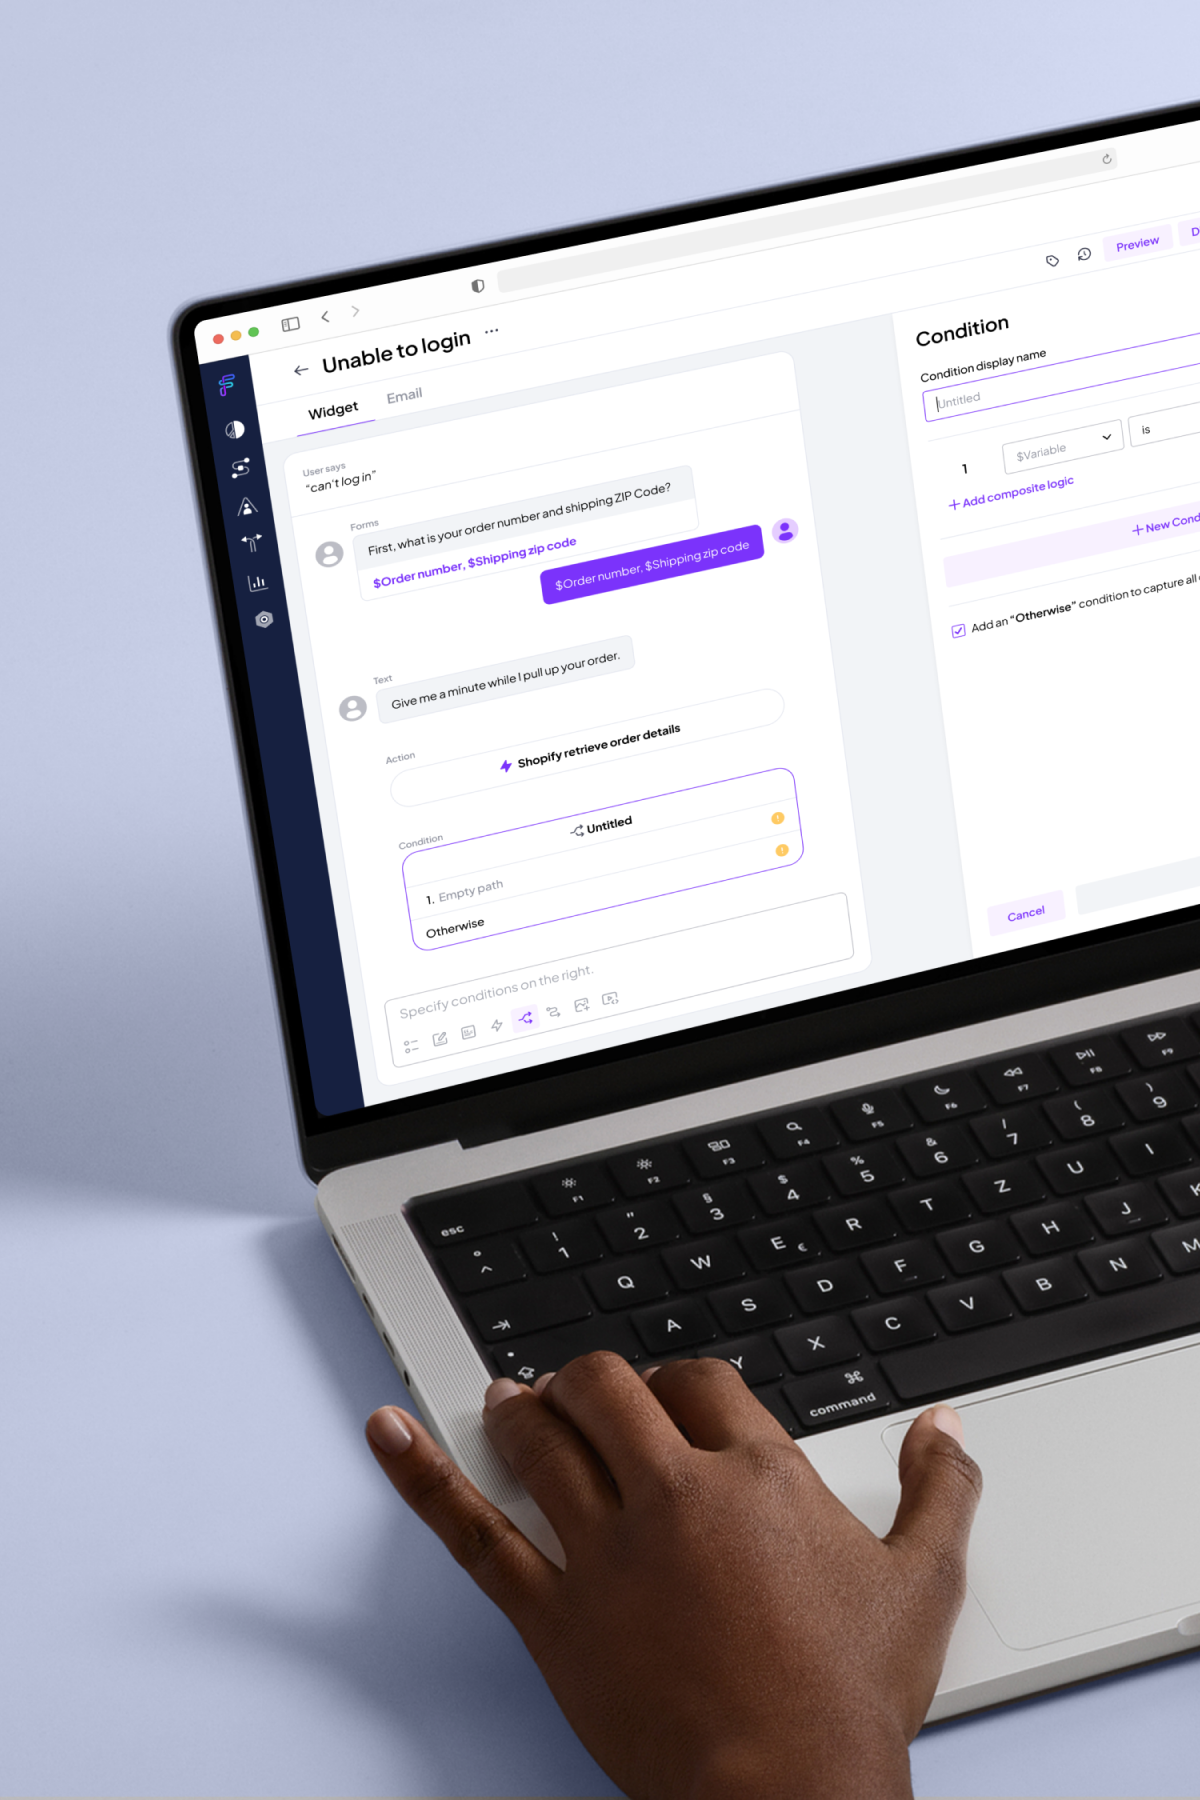 Preview
D
Unable to login ...
Widget
Email
User says
“can’t log in”
Forms
First, what is your order number and shipping ZIP Code?
$Order number, $Shipping zip code
$Order number, $Shipping zip code
Text
Give me a minute while I pull up your order.
Action
Shopify retrieve order details
Condition
Untitled
1. Empty path
Otherwise
Specify conditions on the right.
Condition
Condition display name
Untitled
1 $Variable is
+ Add composite logic
+ New Cond
Add an “Otherwise” condition to capture all
Cancel
esc F1 F2 F3 F4 F5 F6 F7 F8 F9
° ^ ! 1 " 2 § 3 $ 4 % 5 & 6 / 7 ( 8 ) 9
Q W E € R T Z U I
A S D F G H J K
Y X C V B N M
⌘
command